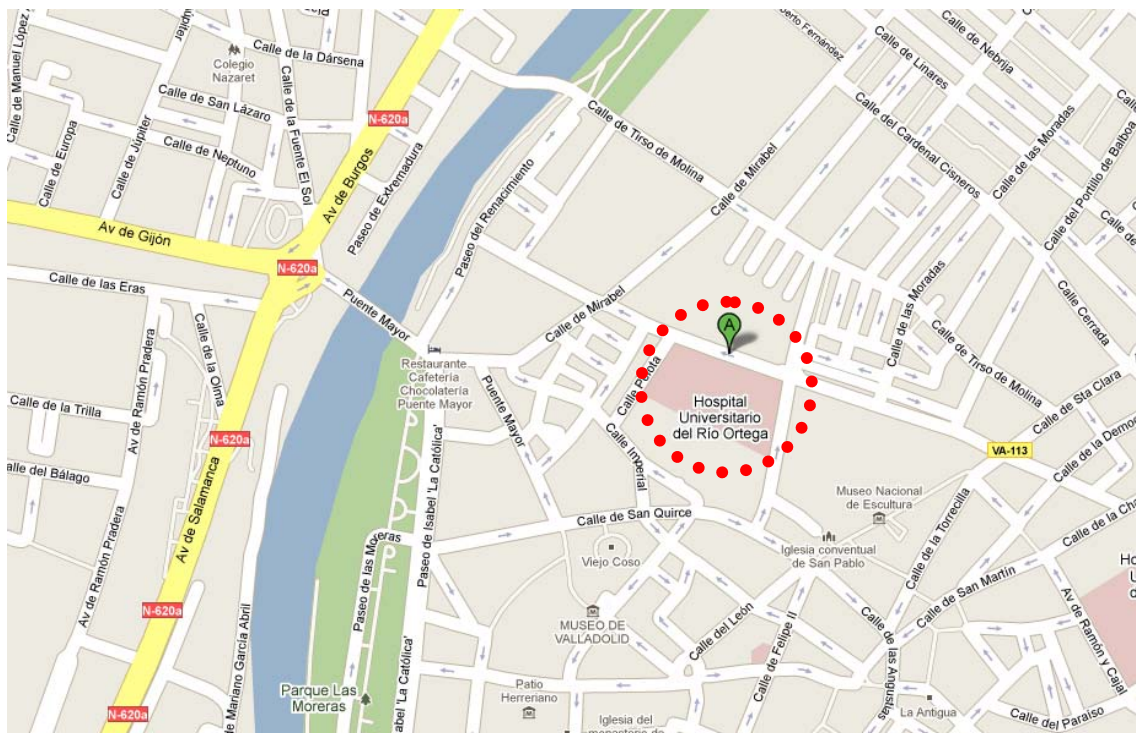 Calle de Manuel López
Júpiter
Calle de la Dársena
Colegio
Nazaret
Calle de San Lázaro
Calle de Neptuno
Calle de Europa
Calle de Júpiter
Calle de la Fuente El Sol
N-620a
Av de Burgos
Paseo de Extremadura
Av de Gijón
N-620a
Calle de las Eras
Puente Mayor
Paseo del Renacimiento
Calle de Tirso de Molina
Calle de Mirabel
Calle de Linares
Calle de Nebrija
Calle del Cardenal Cisneros
Calle de las Moradas
Calle del Portillo de Balboa
Calle Cerrada
Calle de Mirabel
Calle de las Moradas
Calle de Tirso de Molina
Calle de Sta Clara
VA-113
A
Hospital
Universitario
del Río Ortega
Calle Pelota
Calle Imperial
Restaurante
Cafetería
Chocolatería
Puente Mayor
Puente Mayor
Calle de la Olma
Av de Ramón Pradera
Calle de la Trilla
Calle del Bálago
N-620a
Av de Salamanca
Av de Ramón Pradera
N-620a
N-620a
de Mariano García Abril
Paseo de las Moreras
Paseo de Isabel 'La Católica'
Parque Las
Moreras
Calle de San Quirce
Viejo Coso
MUSEO DE
VALLADOLID
Patio
Herreriano
Iglesia del
monasterio de
Calle del León
Calle de Felipe II
Iglesia conventual
de San Pablo
Museo Nacional
de Escultura
Calle de la Torrecilla
Calle de San Martín
Calle de las Angustias
La Antigua
Av de Ramón y Cajal
Calle del Paraíso